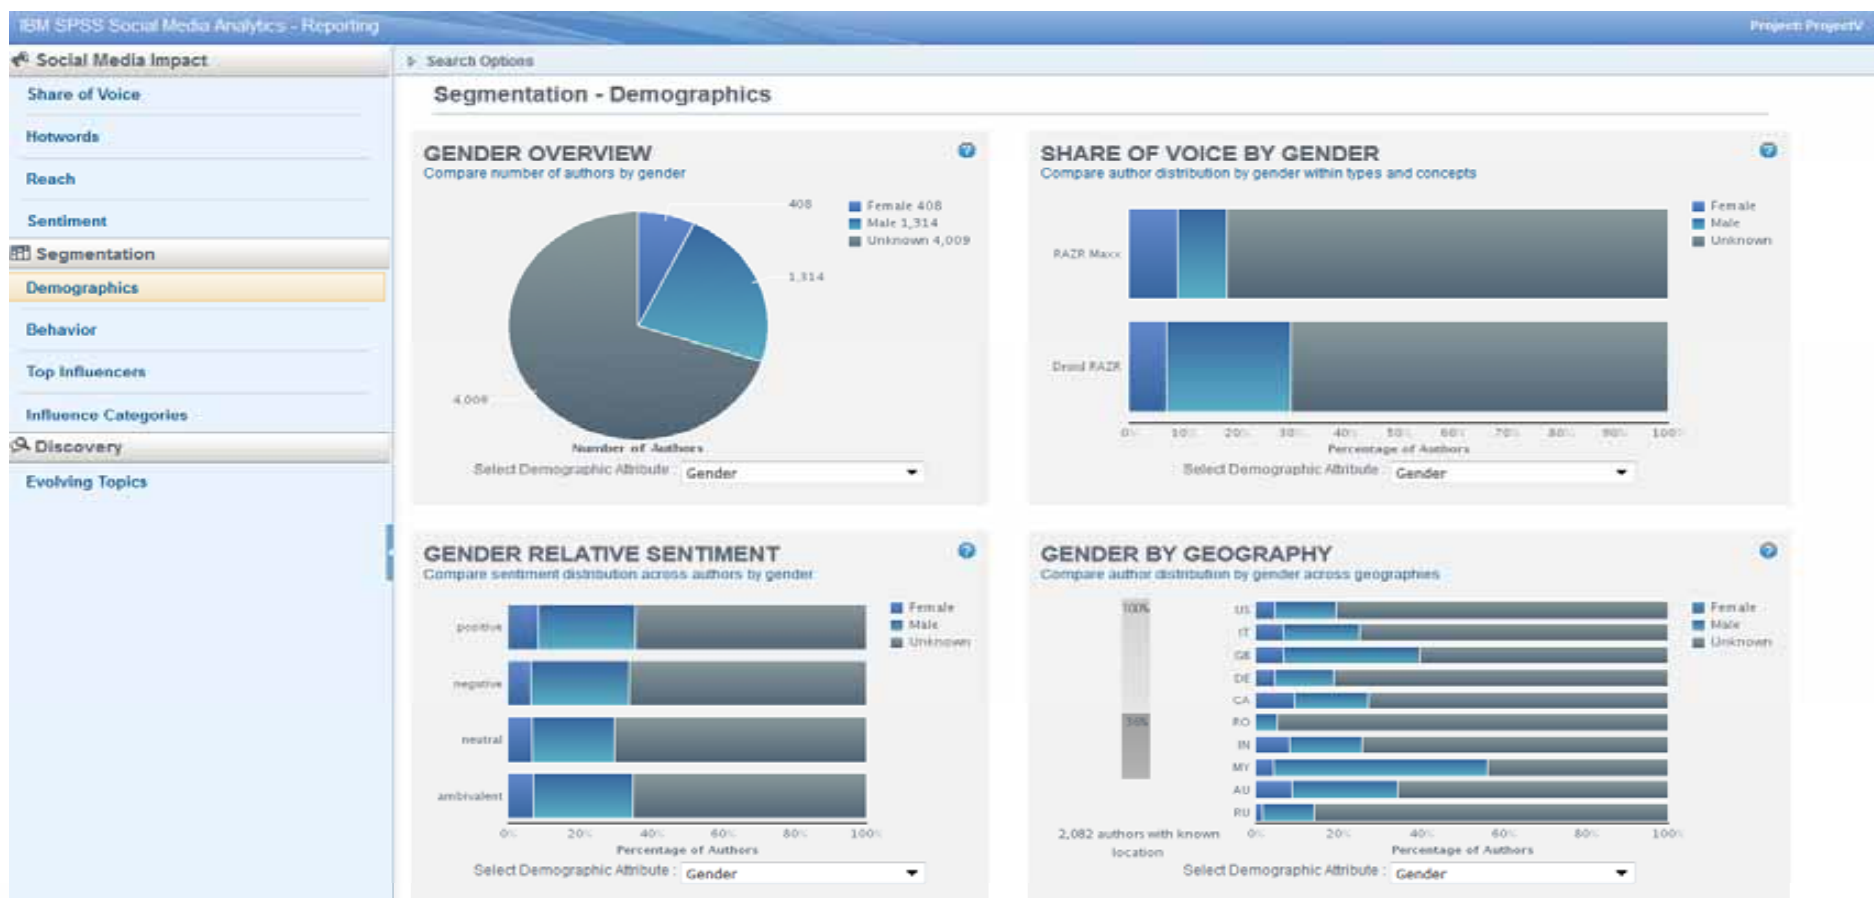 IBM SPSS Social Media Analytics - Reporting
Project: ProjectV
Social Media Impact
Share of Voice
Hotwords
Reach
Sentiment
Segmentation
Demographics
Behavior
Top Influencers
Influence Categories
Discovery
Evolving Topics
Search Options
Segmentation - Demographics
GENDER OVERVIEW
Compare number of authors by gender
408
1,314
4,009
Female 408
Male 1,314
Unknown 4,009
Number of Authors
Select Demographic Attribute : Gender
SHARE OF VOICE BY GENDER
Compare author distribution by gender within types and concepts
Female
Male
Unknown
RAZR Maxx
Droid RAZR
0% 10% 20% 30% 40% 50% 60% 70% 80% 90% 100%
Percentage of Authors
Select Demographic Attribute : Gender
GENDER RELATIVE SENTIMENT
Compare sentiment distribution across authors by gender
Female
Male
Unknown
positive
negative
neutral
ambivalent
0% 20% 40% 60% 80% 100%
Percentage of Authors
Select Demographic Attribute : Gender
GENDER BY GEOGRAPHY
Compare author distribution by gender across geographies
100%
36%
2,082 authors with known
location
US
IT
GB
DE
CA
RO
IN
MY
AU
RU
Female
Male
Unknown
0% 20% 40% 60% 80% 100%
Percentage of Authors
Select Demographic Attribute : Gender